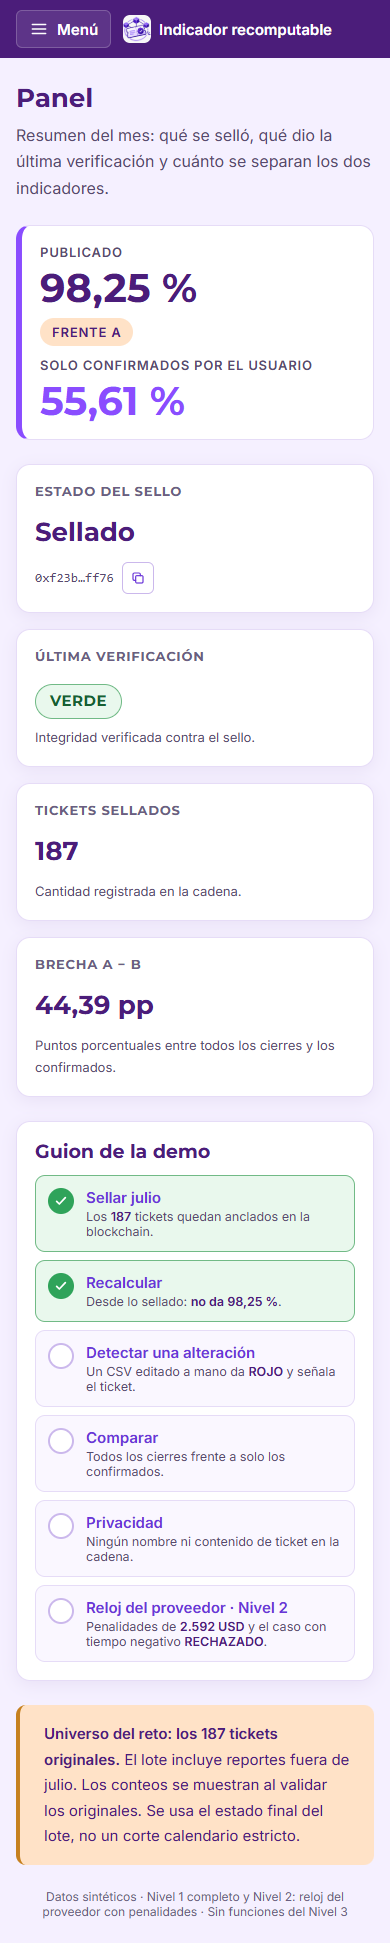 Menú
Indicador recomputable
Panel
Resumen del mes: qué se selló, qué dio la
última verificación y cuánto se separan los dos
indicadores.
PUBLICADO
98,25 %
FRENTE A
SOLO CONFIRMADOS POR EL USUARIO
55,61 %
ESTADO DEL SELLO
Sellado
0xf23b…ff76
ÚLTIMA VERIFICACIÓN
VERDE
Integridad verificada contra el sello.
TICKETS SELLADOS
187
Cantidad registrada en la cadena.
BRECHA A − B
44,39 pp
Puntos porcentuales entre todos los cierres y los
confirmados.
Guion de la demo
Sellar julio
Los 187 tickets quedan anclados en la
blockchain.
Recalcular
Desde lo sellado: no da 98,25 %.
Detectar una alteración
Un CSV editado a mano da ROJO y señala
el ticket.
Comparar
Todos los cierres frente a solo los
confirmados.
Privacidad
Ningún nombre ni contenido de ticket en la
cadena.
Reloj del proveedor · Nivel 2
Penalidades de 2.592 USD y el caso con
tiempo negativo RECHAZADO.
Universo del reto: los 187 tickets
originales. El lote incluye reportes fuera de
julio. Los conteos se muestran al validar
los originales. Se usa el estado final del
lote, no un corte calendario estricto.
Datos sintéticos · Nivel 1 completo y Nivel 2: reloj del
proveedor con penalidades · Sin funciones del Nivel 3